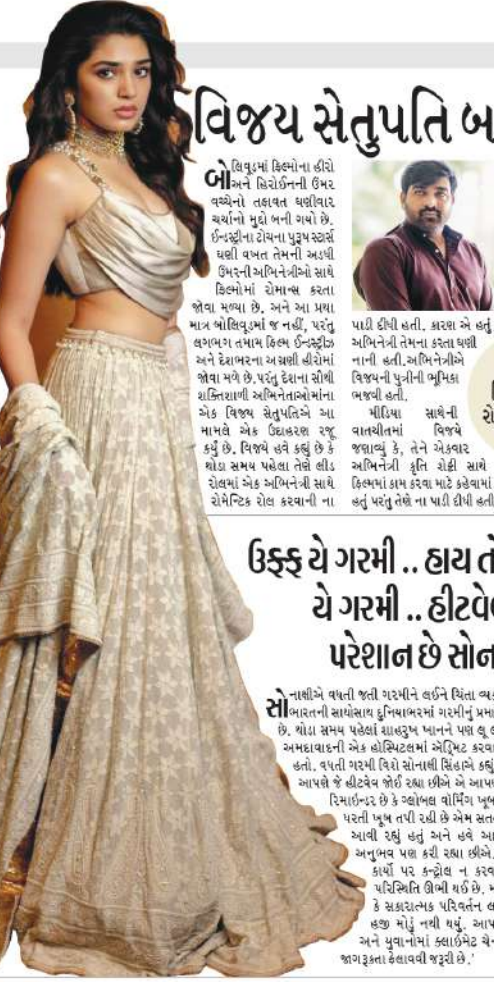 વિજય સેતુપતિ બ
બોલિવૂડમાં ફિલ્મોના હીરો
અને હિરોઈનની ઉંમર
વચ્ચેનો તફાવત ઘણીવાર
ચર્ચાનો મુદ્દો બની ગયો છે.
ઈન્ડસ્ટ્રીના ટોચના પુરૂષ સ્ટાર્સ
ઘણી વખત તેમની અડધી
ઉંમરની અભિનેત્રીઓ સાથે
ફિલ્મોમાં રોમાન્સ કરતા
જોવા મળ્યા છે. અને આ પ્રથા
માત્ર બોલિવૂડમાં જ નહીં, પરંતુ
લગભગ તમામ ફિલ્મ ઈન્ડસ્ટ્રીઝ
અને દેશભરના અગ્રણી હીરોમાં
જોવા મળે છે. પરંતુ દેશના સૌથી
શક્તિશાળી અભિનેતાઓમાંના
એક વિજય સેતુપતિએ આ
મામલે એક ઉદાહરણ રજૂ
કર્યું છે. વિજયે હવે કહ્યું છે કે
થોડા સમય પહેલા તેણે લીડ
રોલમાં એક અભિનેત્રી સાથે
રોમેન્ટિક રોલ કરવાની ના
પાડી દીધી હતી. કારણ એ હતું
અભિનેત્રી તેમના કરતા ઘણી
નાની હતી.અભિનેત્રીએ
વિજયની પુત્રીની ભૂમિકા
ભજવી હતી.
મીડિયા સાથેની
વાતચીતમાં વિજયે
જણાવ્યું કે, તેને એકવાર
અભિનેત્રી કૃતિ શેટ્ટી સાથે
ફિલ્મમાં કામ કરવા માટે કહેવામાં
હતું પરંતુ તેણે ના પાડી દીધી હતી
રો
ઉફ્ફ યે ગરમી .. હાય તો
યે ગરમી .. હીટવે
પરેશાન છે સોન
સોનાક્ષીએ વધતી જતી ગરમીને લઈને ચિંતા વ્ય
ભારતની સાથોસાથ દુનિયાભરમાં ગરમીનું પ્રમા
છે. થોડા સમય પહેલાં શાહરુખ ખાનને પણ લૂ લ
અમદાવાદની એક હોસ્પિટલમાં એડ્મિટ કરવા
હતો. વધતી ગરમી વિશે સોનાક્ષી સિંહાએ કહ્યું
આપણે જે હીટવેવ જોઈ રહ્યા છીએ એ આપણ
રિમાઇન્ડર છે કે ગ્લોબલ વોર્મિંગ ખૂબ
ધરતી ખૂબ તપી રહી છે એમ સત
આવી રહ્યું હતું અને હવે આ
અનુભવ પણ કરી રહ્યા છીએ.
કાર્યો પર કન્ટ્રોલ ન કરવ
પરિસ્થિતિ ઊભી થઈ છે.
કે સકારાત્મક પરિવર્તન લ
હજી મોડું નથી થયું. આપ
અને યુવાનોમાં ક્લાઇમેટ ચે
જાગરૂકતા ફેલાવવી જરૂરી છે.'